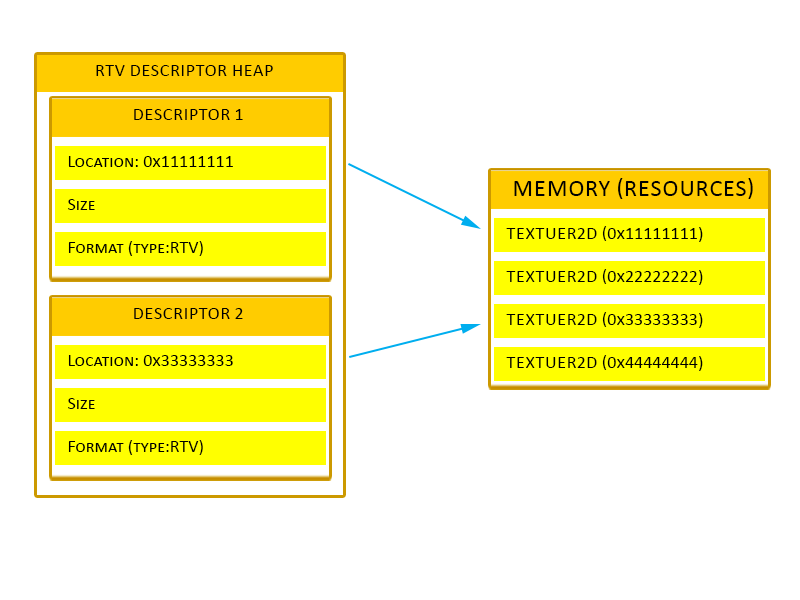 RTV DESCRIPTOR HEAP
DESCRIPTOR 1
Location: 0x11111111
Size
Format (type:RTV)
DESCRIPTOR 2
Location: 0x33333333
Size
Format (type:RTV)
MEMORY (RESOURCES)
TEXTUER2D (0x11111111)
TEXTUER2D (0x22222222)
TEXTUER2D (0x33333333)
TEXTUER2D (0x44444444)